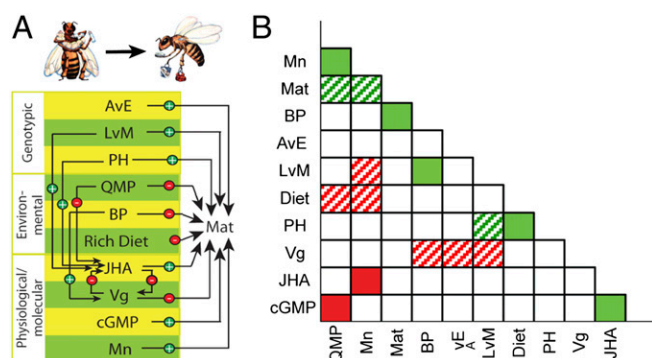 A
Genotypic
AvE +
LvM +
PH +
Environ-
mental
QMP -
BP -
Rich Diet -
Physiological/
molecular
JHA +
Vg -
cGMP +
Mn +
+ + - +
- -
Mat
B
Mn
Mat
BP
AvE
LvM
Diet
PH
Vg
JHA
cGMP
QMP
Mn
Mat
BP
vE
A
LvM
Diet
PH
Vg
JHA